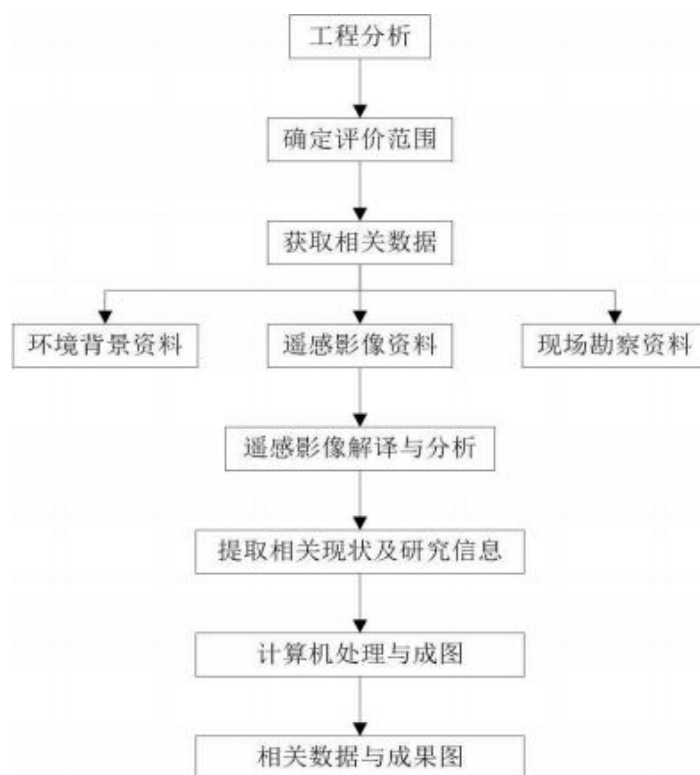 工程分析
确定评价范围
获取相关数据
环境背景资料
遥感影像资料
现场勘察资料
遥感影像解译与分析
提取相关现状及研究信息
计算机处理与成图
相关数据与成果图